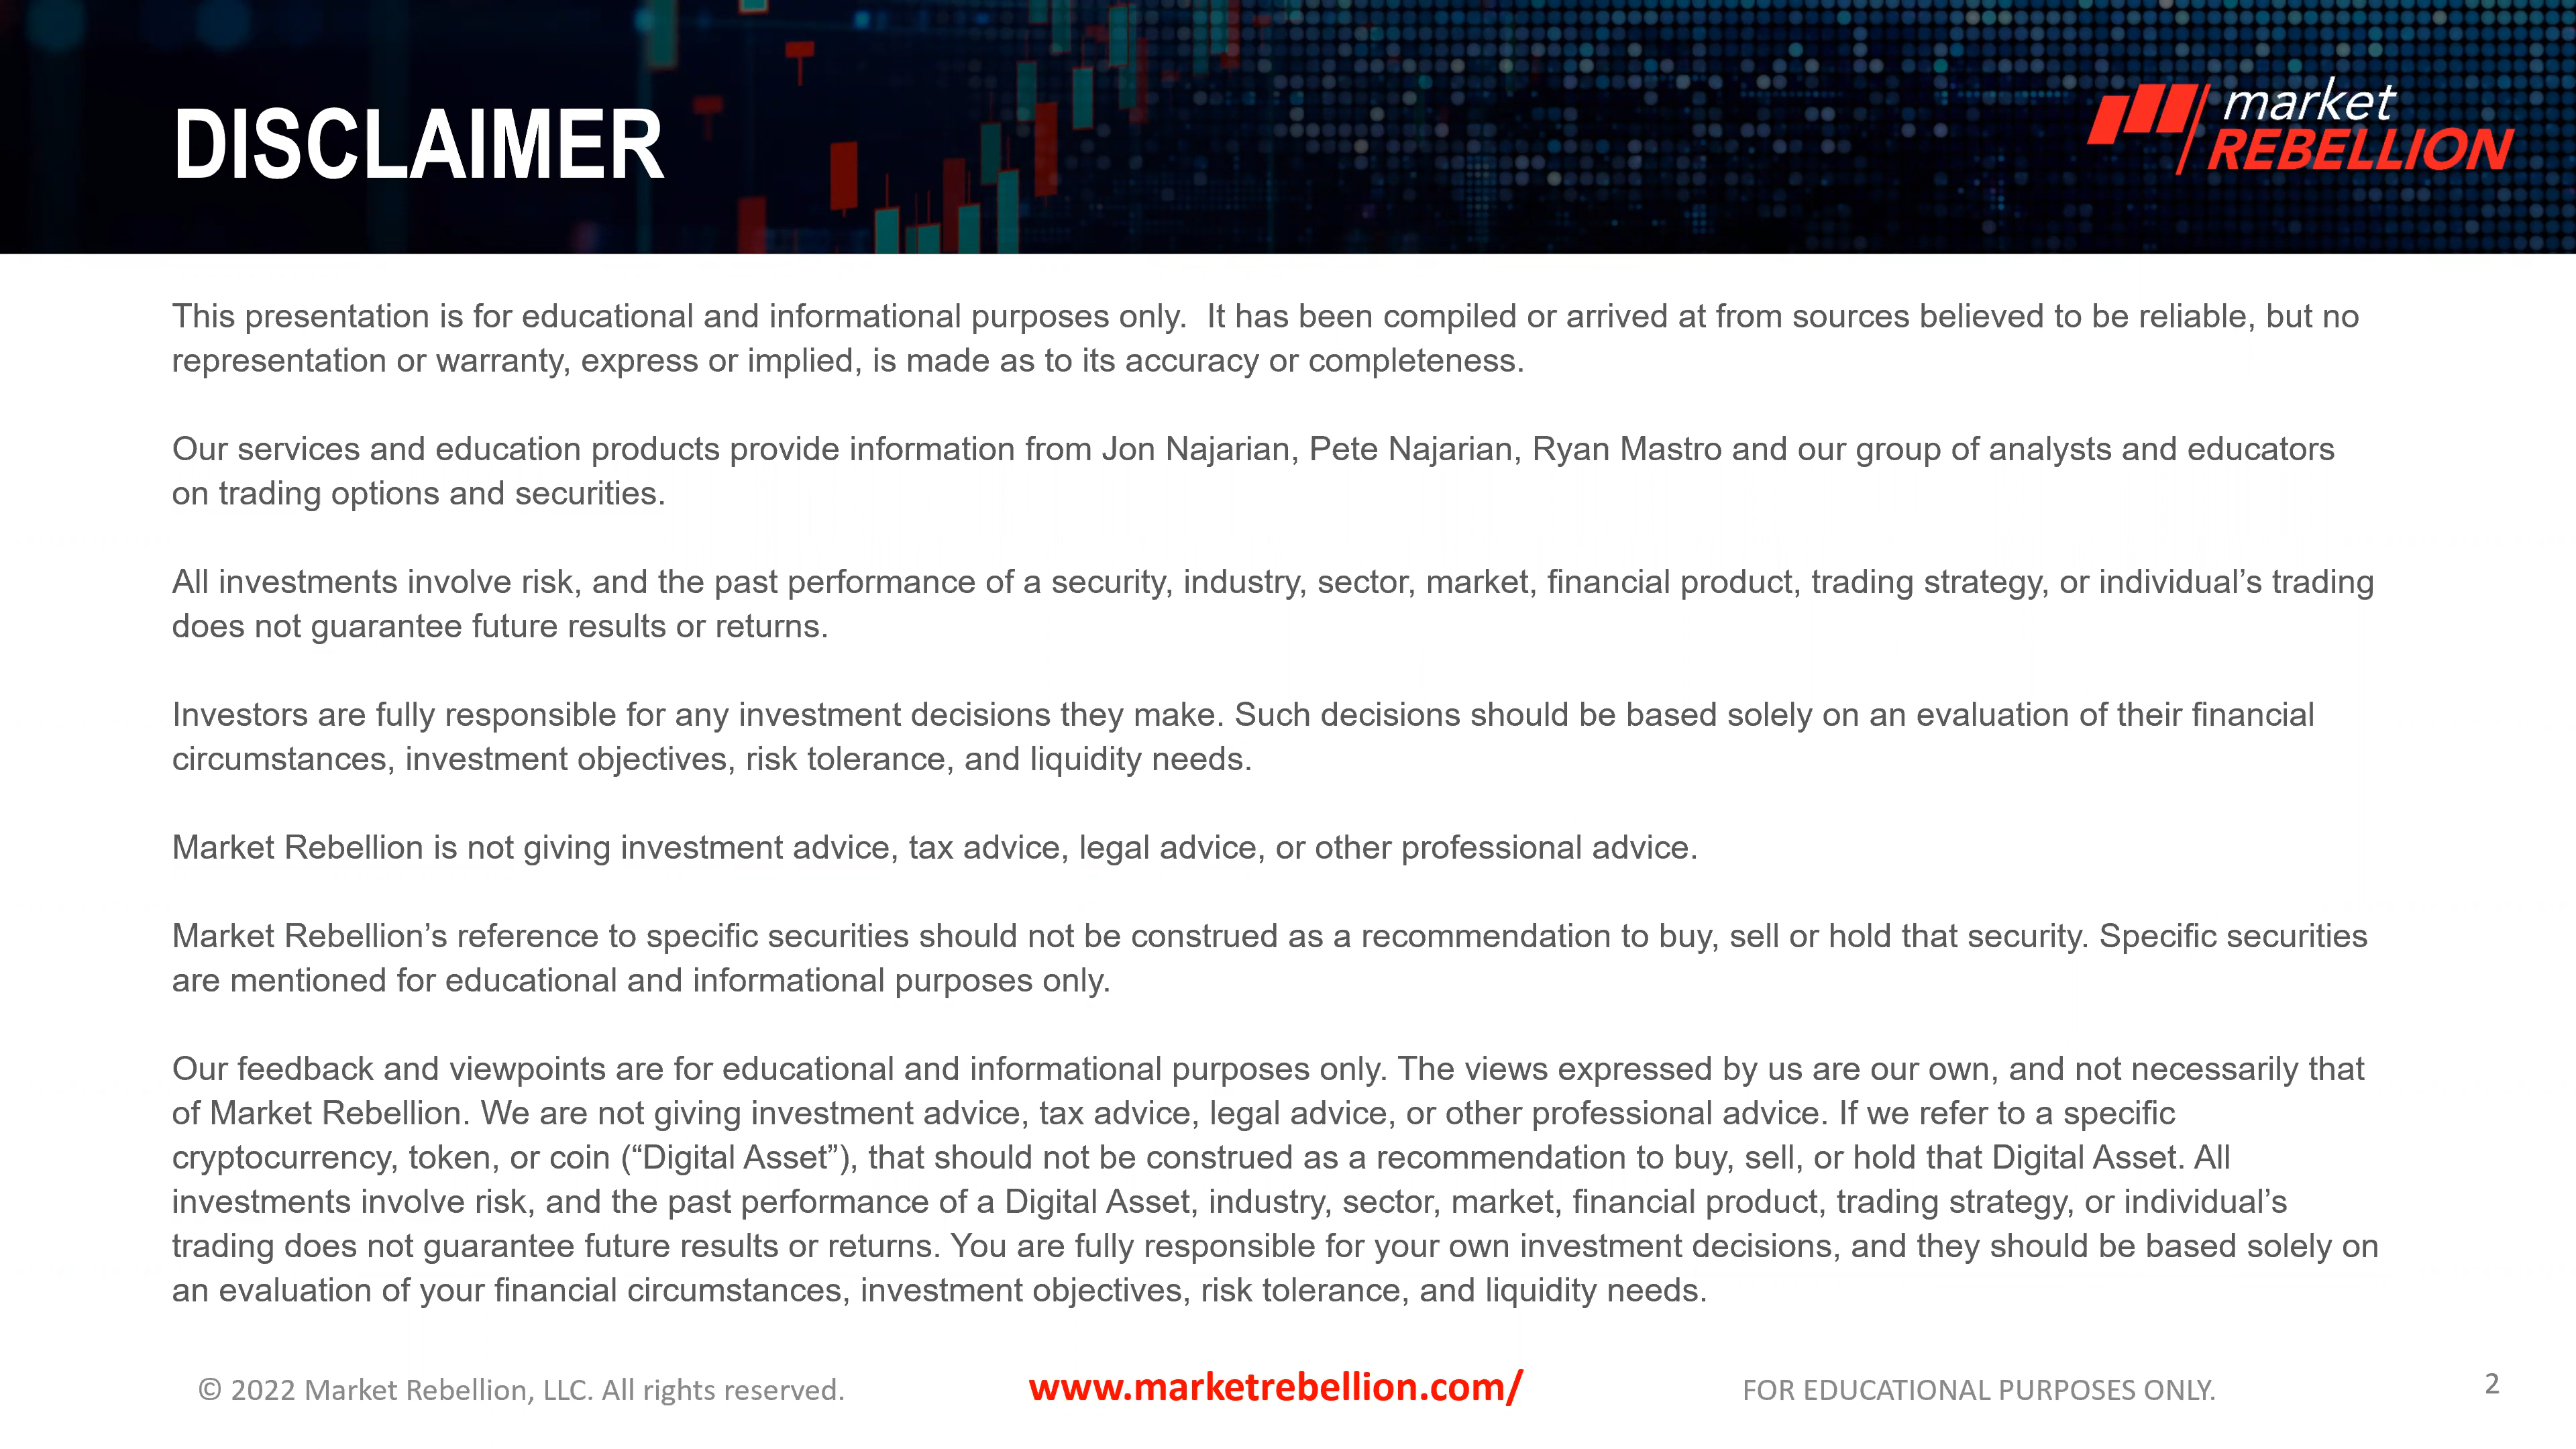 DISCLAIMER
market
REBELLION
This presentation is for educational and informational purposes only.  It has been compiled or arrived at from sources believed to be reliable, but no
representation or warranty, express or implied, is made as to its accuracy or completeness.
Our services and education products provide information from Jon Najarian, Pete Najarian, Ryan Mastro and our group of analysts and educators
on trading options and securities.
All investments involve risk, and the past performance of a security, industry, sector, market, financial product, trading strategy, or individual’s trading
does not guarantee future results or returns.
Investors are fully responsible for any investment decisions they make. Such decisions should be based solely on an evaluation of their financial
circumstances, investment objectives, risk tolerance, and liquidity needs.
Market Rebellion is not giving investment advice, tax advice, legal advice, or other professional advice.
Market Rebellion’s reference to specific securities should not be construed as a recommendation to buy, sell or hold that security. Specific securities
are mentioned for educational and informational purposes only.
Our feedback and viewpoints are for educational and informational purposes only. The views expressed by us are our own, and not necessarily that
of Market Rebellion. We are not giving investment advice, tax advice, legal advice, or other professional advice. If we refer to a specific
cryptocurrency, token, or coin (“Digital Asset”), that should not be construed as a recommendation to buy, sell, or hold that Digital Asset. All
investments involve risk, and the past performance of a Digital Asset, industry, sector, market, financial product, trading strategy, or individual’s
trading does not guarantee future results or returns. You are fully responsible for your own investment decisions, and they should be based solely on
an evaluation of your financial circumstances, investment objectives, risk tolerance, and liquidity needs.
© 2022 Market Rebellion, LLC. All rights reserved.
www.marketrebellion.com/
FOR EDUCATIONAL PURPOSES ONLY.
2